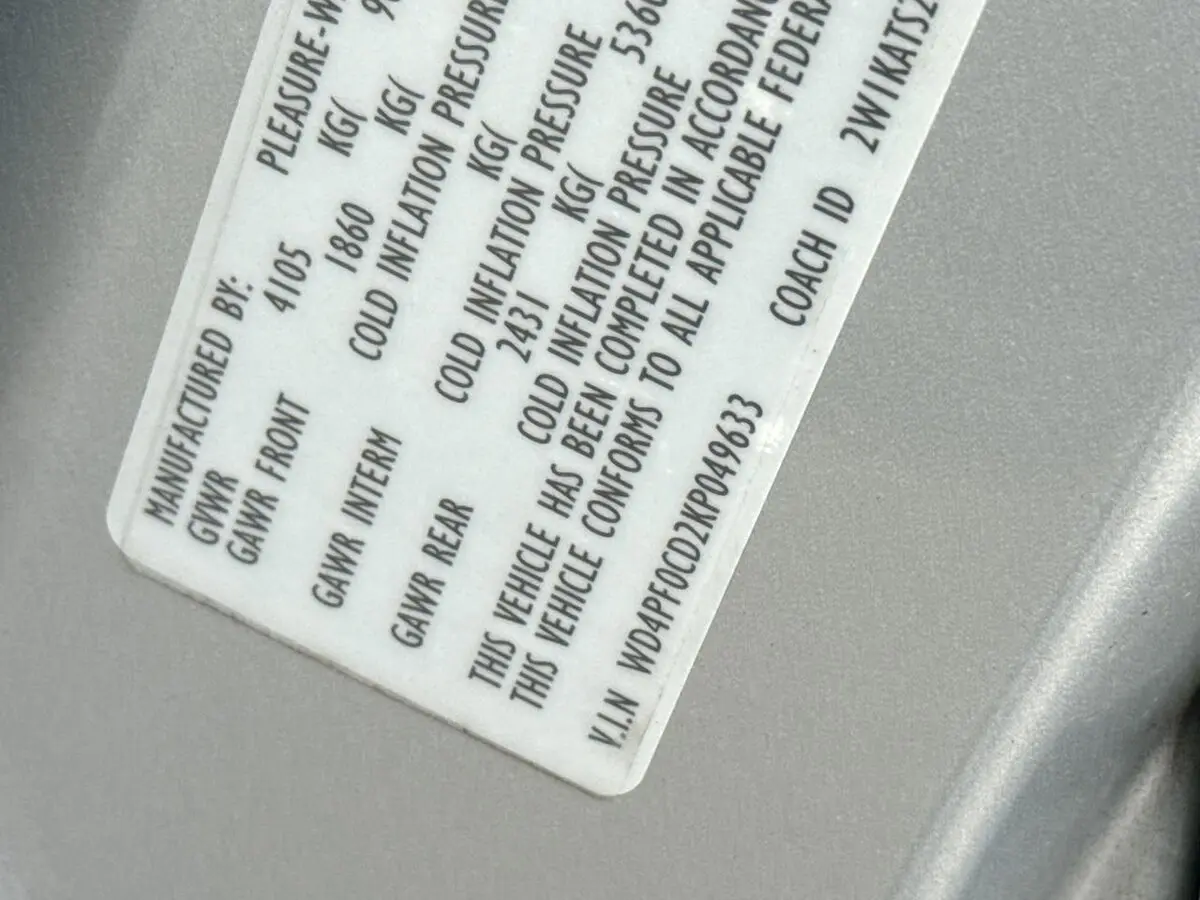 MANUFACTURED BY: PLEASURE-W
GVWR 4105 KG(
GAWR FRONT 1860 KG(
COLD INFLATION PRESSURE
GAWR INTERM KG(
COLD INFLATION PRESSURE
GAWR REAR 2431 KG( 536
COLD INFLATION PRESSURE
THIS VEHICLE HAS BEEN COMPLETED IN ACCORDANC
THIS VEHICLE CONFORMS TO ALL APPLICABLE FEDERA
V.I.N WD4PF0CD2KP049633 COACH ID 2W1KATS2